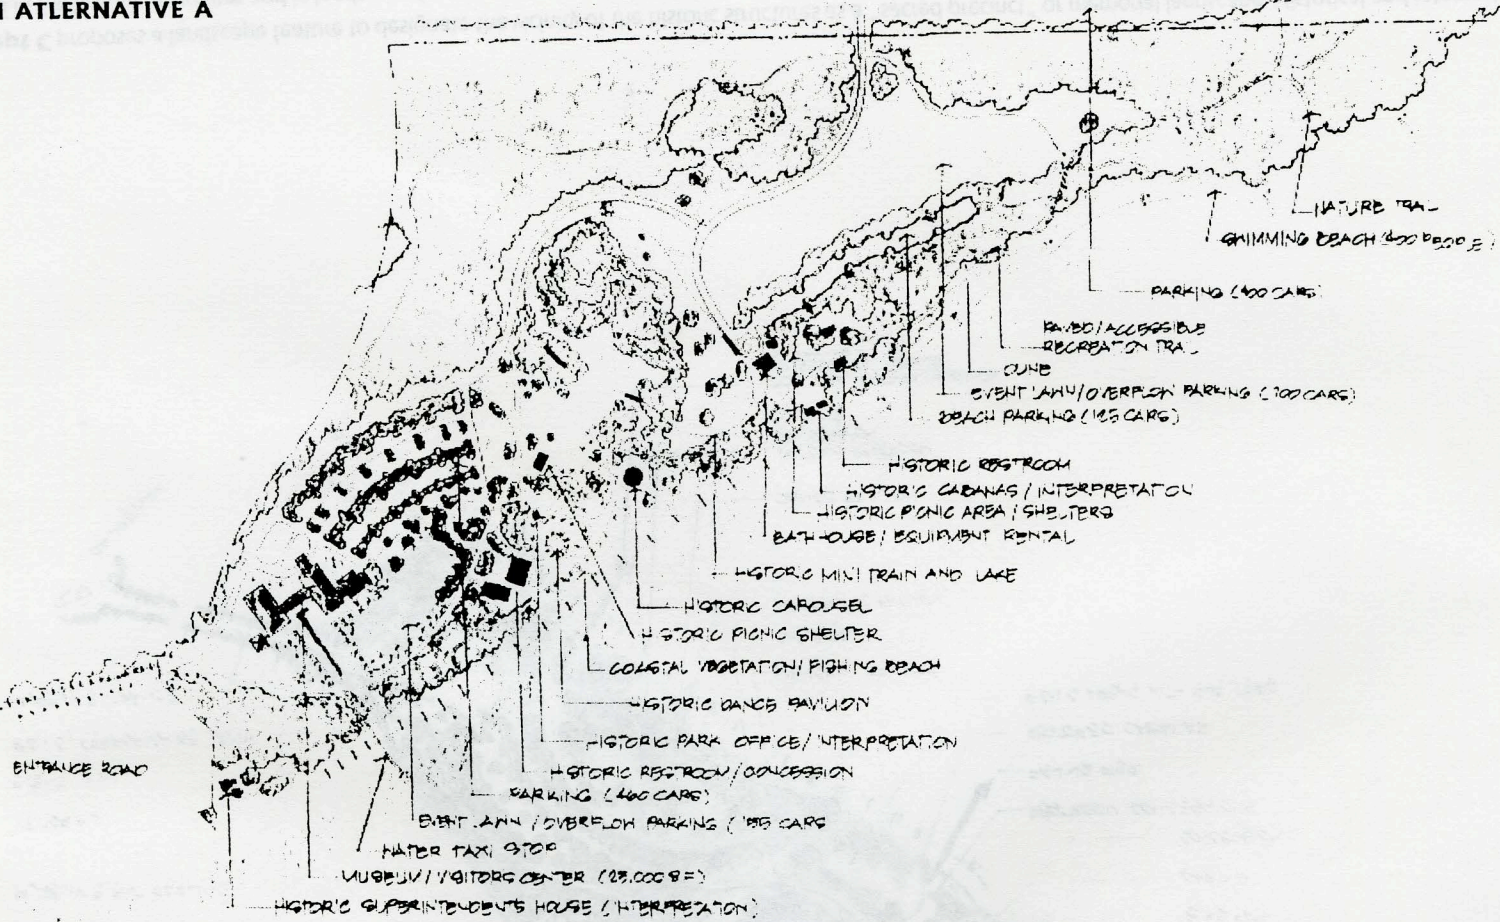 ATLERNATIVE A
NATURE TRAIL
SWIMMING BEACH (400 PEOPLE)
PARKING (400 CARS)
PAVED/ACCESSIBLE
RECREATION TRAIL
DUNE
EVENT LAWN/OVERFLOW PARKING (700 CARS)
BEACH PARKING (125 CARS)
HISTORIC RESTROOM
HISTORIC CABANAS / INTERPRETATION
HISTORIC PICNIC AREA / SHELTERS
BATHHOUSE / EQUIPMENT RENTAL
HISTORIC MINI TRAIN AND LAKE
HISTORIC CAROUSEL
HISTORIC PICNIC SHELTER
COASTAL VEGETATION/FISHING BEACH
HISTORIC DANCE PAVILION
HISTORIC PARK OFFICE/INTERPRETATION
HISTORIC RESTROOM/CONCESSION
PARKING (460 CARS)
EVENT LAWN / OVERFLOW PARKING ( CARS
WATER TAXI STOP
ENTRANCE ROAD
MUSEUM / VISITORS CENTER (23,000 SF)
HISTORIC SUPERINTENDENT'S HOUSE (INTERPRETATION)